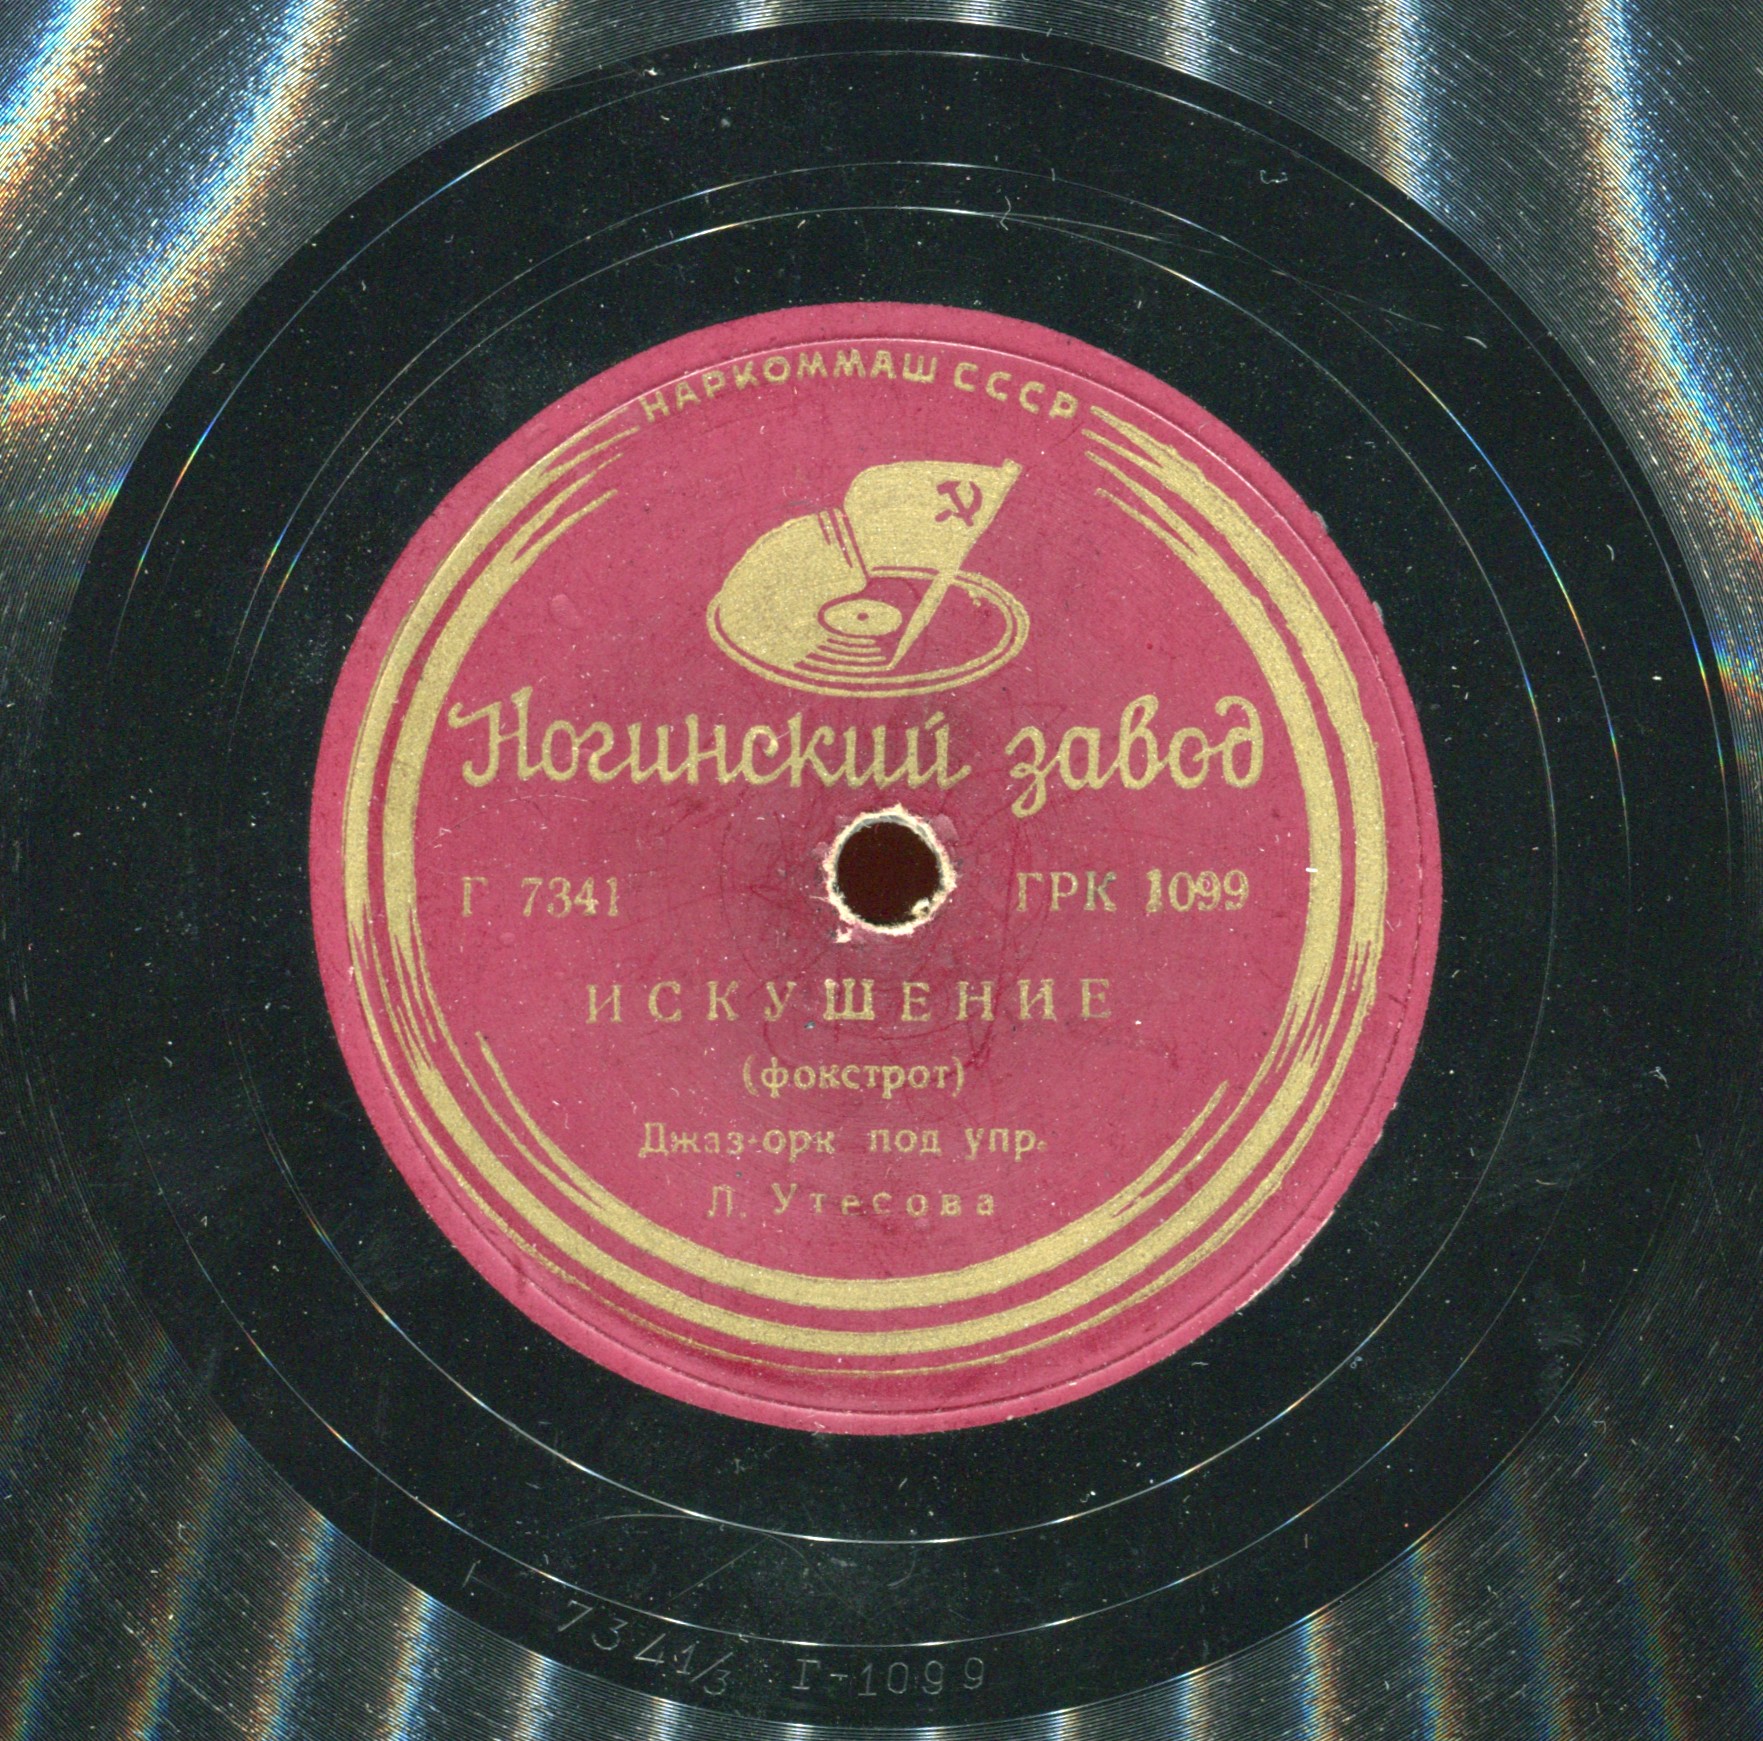 НАРКОММАШ СССР
Ногинский завод
Г 7341 ГРК 1099
ИСКУШЕНИЕ
(фокстрот)
Джаз-орк под упр.
Л. Утесова
Г 7341/3 I-1099